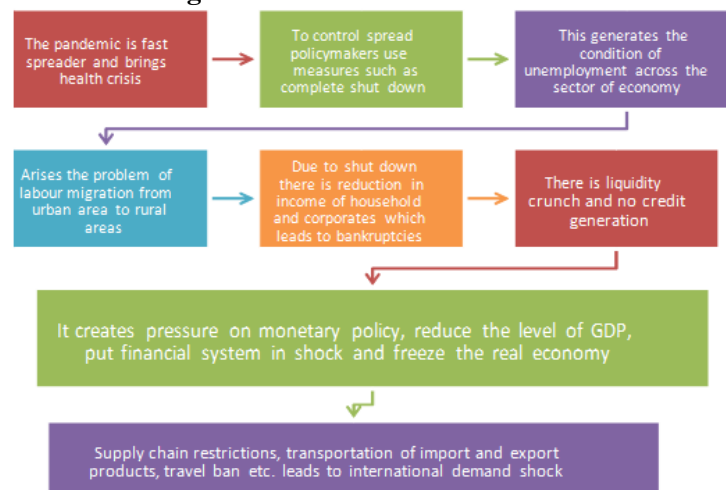 The pandemic is fast
spreader and brings
health crisis
To control spread
policymakers use
measures such as
complete shut down
This generates the
condition of
unemployment across the
sector of economy
Arises the problem of
labour migration from
urban area to rural
areas
Due to shut down
there is reduction in
income of household
and corporates which
leads to bankruptcies
There is liquidity
crunch and no credit
generation
It creates pressure on monetary policy, reduce the level of GDP,
put financial system in shock and freeze the real economy
Supply chain restrictions, transportation of import and export
products, travel ban etc. leads to international demand shock